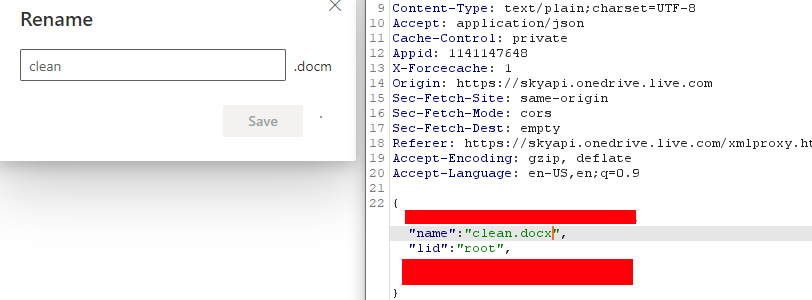 Rename
clean .docm
Save
9 Content-Type: text/plain;charset=UTF-8
10 Accept: application/json
11 Cache-Control: private
12 Appid: 1141147648
13 X-Forcecache: 1
14 Origin: https://skyapi.onedrive.live.com
15 Sec-Fetch-Site: same-origin
16 Sec-Fetch-Mode: cors
17 Sec-Fetch-Dest: empty
18 Referer: https://skyapi.onedrive.live.com/xmlproxy.ht
19 Accept-Encoding: gzip, deflate
20 Accept-Language: en-US,en;q=0.9
21
22 {
"name":"clean.docx",
"lid":"root",
}